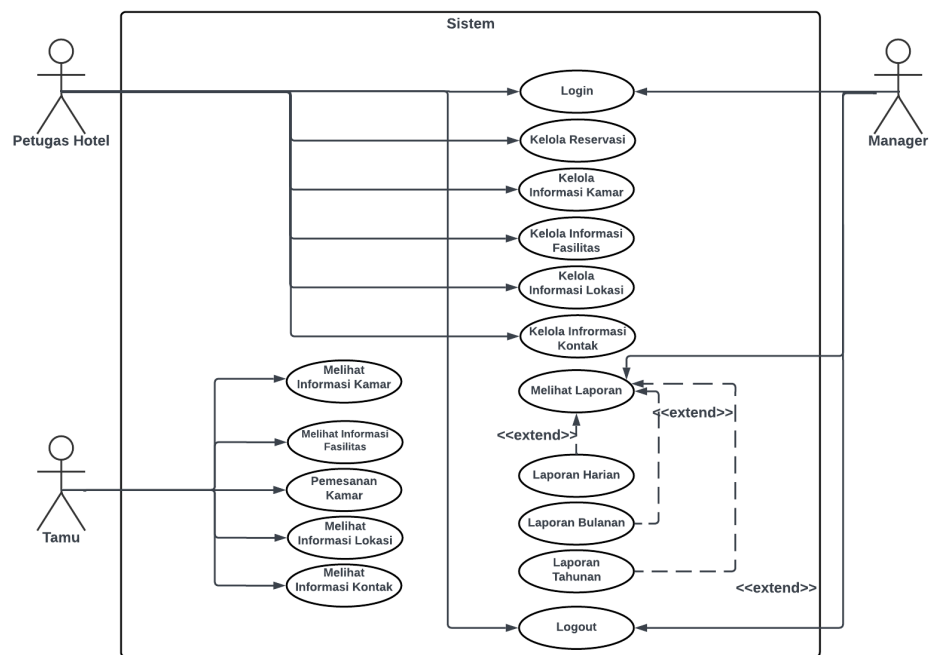 Sistem
Petugas Hotel
Manager
Login
Kelola Reservasi
Kelola
Informasi Kamar
Kelola Informasi
Fasilitas
Kelola
Informasi Lokasi
Kelola Infrormasi
Kontak
Melihat
Informasi Kamar
Melihat Informasi
Fasilitas
Pemesanan
Kamar
Melihat
Informasi Lokasi
Melihat
Informasi Kontak
Tamu
Melihat Laporan
<<extend>>
<<extend>>
Laporan Harian
Laporan Bulanan
Laporan
Tahunan
<<extend>>
Logout